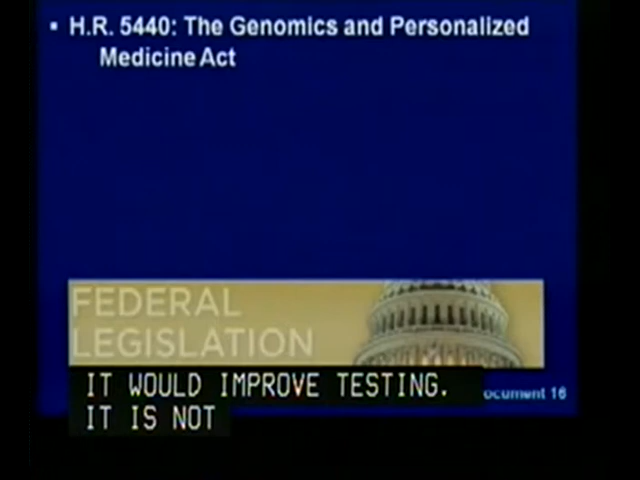 ▪ H.R. 5440: The Genomics and Personalized
Medicine Act
FEDERAL
LEGISLATION
IT WOULD IMPROVE TESTING.
ocument 16
IT IS NOT